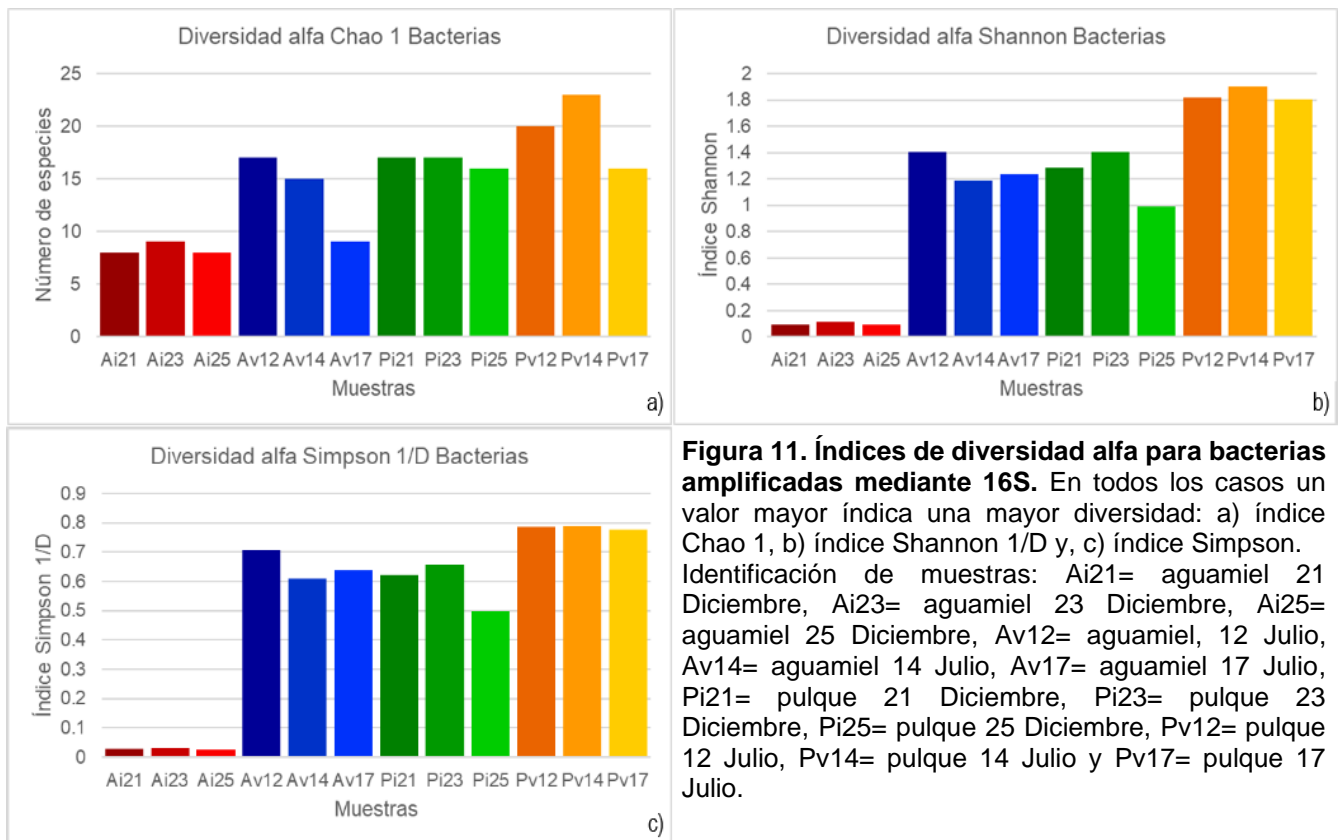 Diversidad alfa Chao 1 Bacterias
Número de especies
25
20
15
10
5
0
Ai21 Ai23 Ai25 Av12 Av14 Av17 Pi21 Pi23 Pi25 Pv12 Pv14 Pv17
Muestras
a)
Diversidad alfa Shannon Bacterias
Índice Shannon
2
1.8
1.6
1.4
1.2
1
0.8
0.6
0.4
0.2
0
Ai21 Ai23 Ai25 Av12 Av14 Av17 Pi21 Pi23 Pi25 Pv12 Pv14 Pv17
Muestras
b)
Diversidad alfa Simpson 1/D Bacterias
Índice Simpson 1/D
0.9
0.8
0.7
0.6
0.5
0.4
0.3
0.2
0.1
0
Ai21 Ai23 Ai25 Av12 Av14 Av17 Pi21 Pi23 Pi25 Pv12 Pv14 Pv17
Muestras
c)
Figura 11. Índices de diversidad alfa para bacterias
amplificadas mediante 16S. En todos los casos un
valor mayor índica una mayor diversidad: a) índice
Chao 1, b) índice Shannon 1/D y, c) índice Simpson.
Identificación de muestras: Ai21= aguamiel 21
Diciembre, Ai23= aguamiel 23 Diciembre, Ai25=
aguamiel 25 Diciembre, Av12= aguamiel, 12 Julio,
Av14= aguamiel 14 Julio, Av17= aguamiel 17 Julio,
Pi21= pulque 21 Diciembre, Pi23= pulque 23
Diciembre, Pi25= pulque 25 Diciembre, Pv12= pulque
12 Julio, Pv14= pulque 14 Julio y Pv17= pulque 17
Julio.